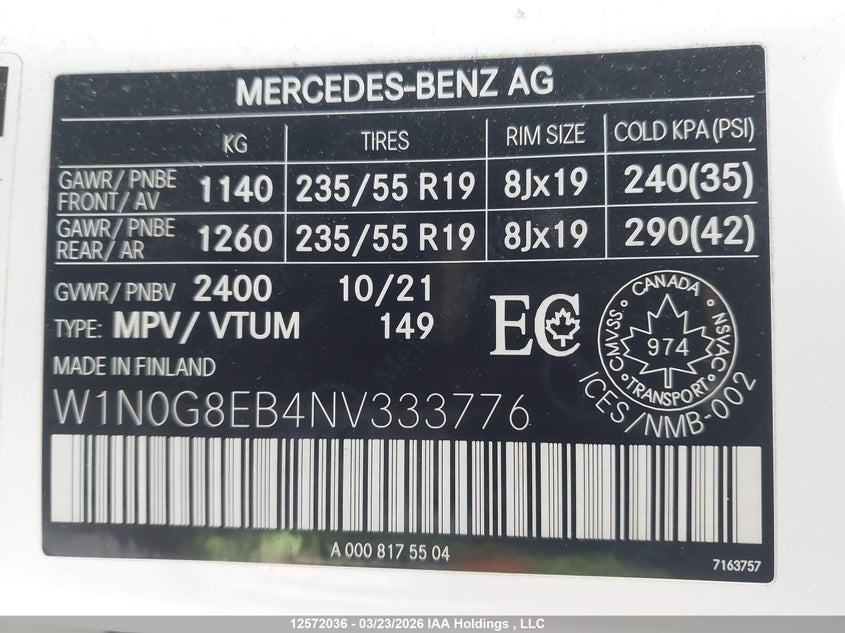 MERCEDES-BENZ AG
KG TIRES RIM SIZE COLD KPA (PSI)
GAWR/ PNBE FRONT/ AV 1140 235/55 R19 8Jx19 240(35)
GAWR/ PNBE REAR/ AR 1260 235/55 R19 8Jx19 290(42)
GVWR/ PNBV 2400 10/21
TYPE: MPV/ VTUM 149
EC
CANADA
CMVSS NSVAC
974
TRANSPORT
ICES/NMB-002
MADE IN FINLAND
W1N0G8EB4NV333776
A 000 817 55 04
7163757
12572036 - 03/23/2026 IAA Holdings , LLC